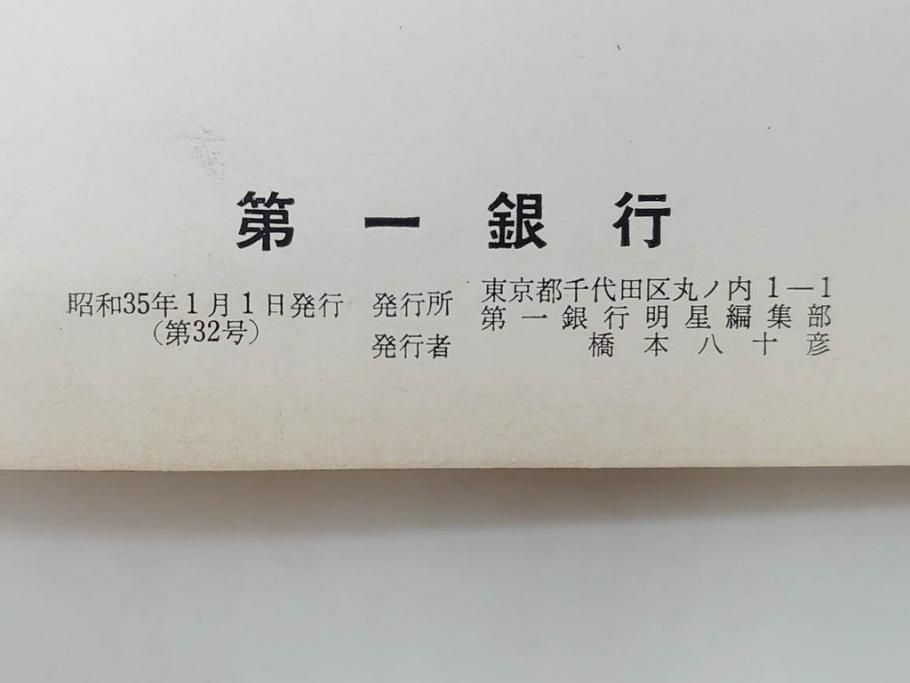 第一銀行
昭和35年1月1日発行
(第32号)
発行所 東京都千代田区丸ノ内1―1
第一銀行明星編集部
発行者 橋本八十彦